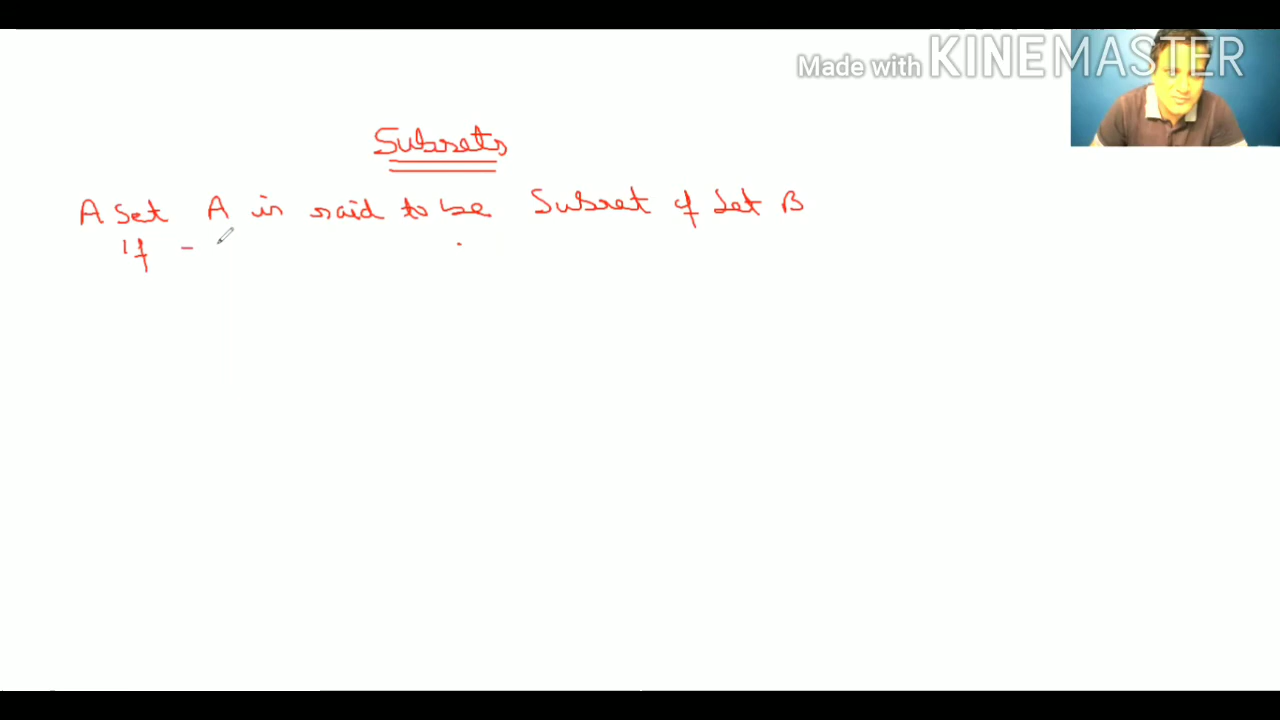 Made with KINEMASTER
Subsets
A Set A is said to be Subset of Set B
If -